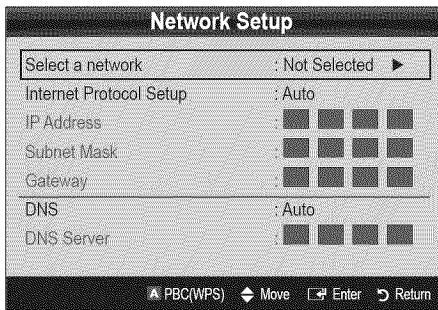 Network Setup
Select a network : Not Selected ►
Internet Protocol Setup : Auto
IP Address :
Subnet Mask :
Gateway :
DNS : Auto
DNS Server :
A PBC(WPS) Move Enter Return